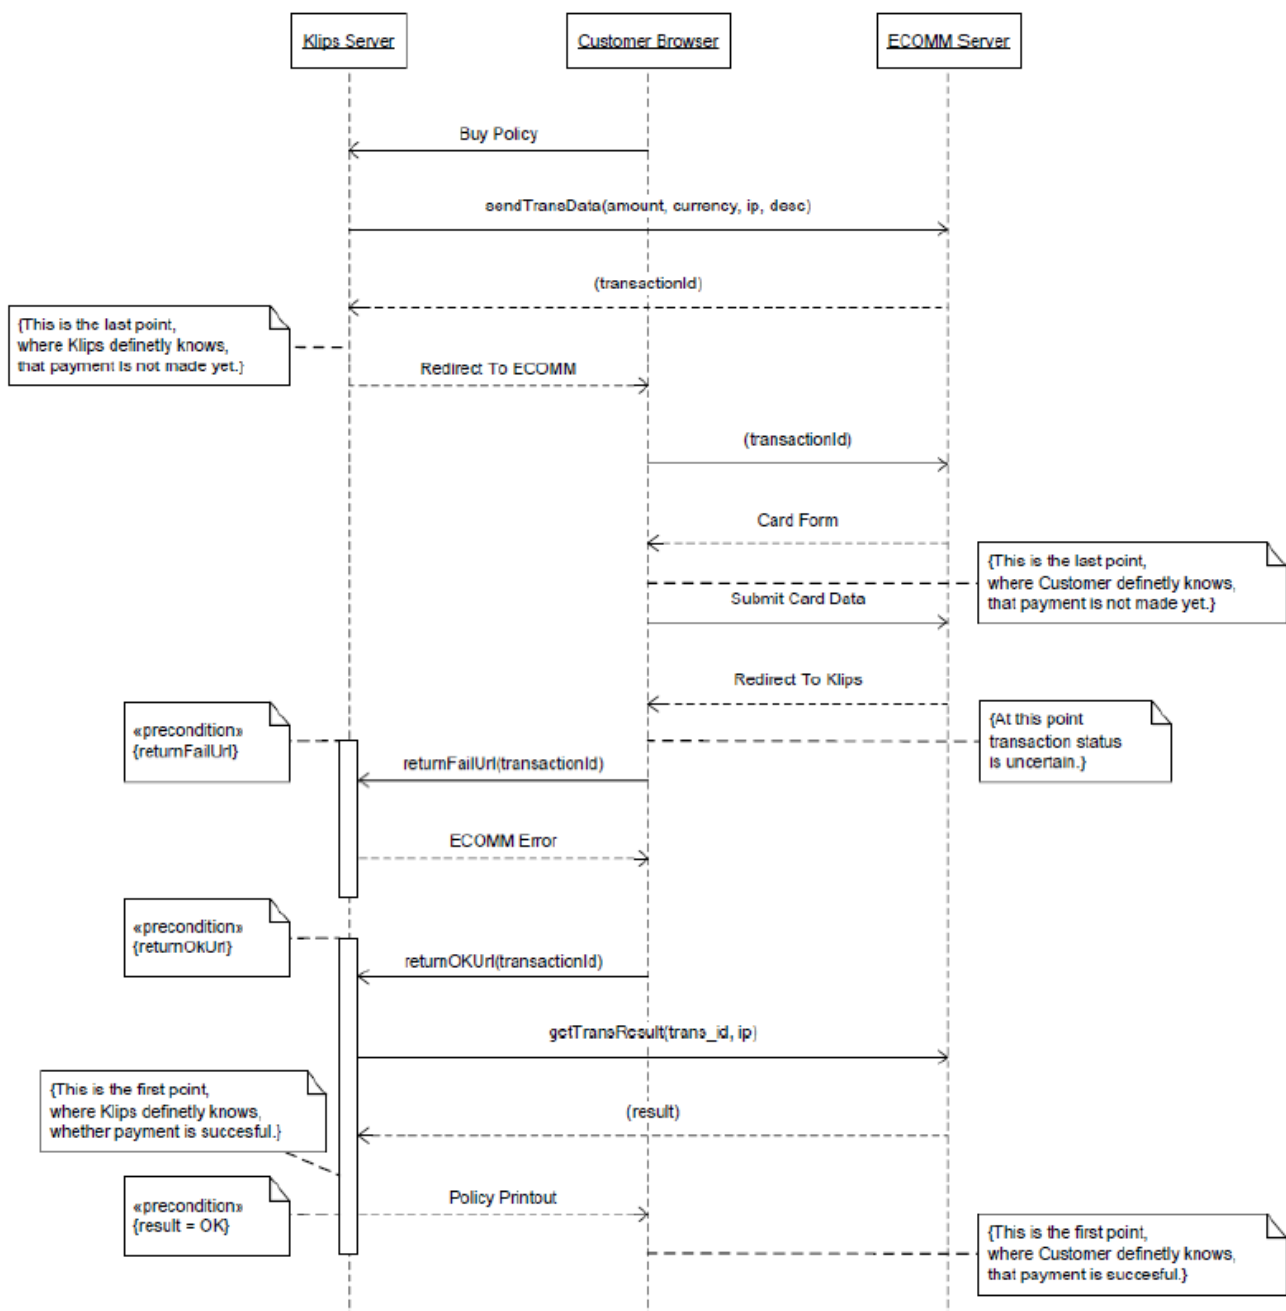 Klips Server
Customer Browser
ECOMM Server
Buy Policy
sendTransData(amount, currency, ip, desc)
(transactionId)
{This is the last point,
where Klips definetly knows,
that payment is not made yet.}
Redirect To ECOMM
(transactionId)
Card Form
{This is the last point,
where Customer definetly knows,
that payment is not made yet.}
Submit Card Data
Redirect To Klips
«precondition»
{returnFailUrl}
{At this point
transaction status
is uncertain.}
returnFailUrl(transactionId)
ECOMM Error
«precondition»
{returnOkUrl}
returnOKUrl(transactionId)
getTransResult(trans_id, ip)
{This is the first point,
where Klips definetly knows,
whether payment is succesful.}
(result)
«precondition»
{result = OK}
Policy Printout
{This is the first point,
where Customer definetly knows,
that payment is succesful.}